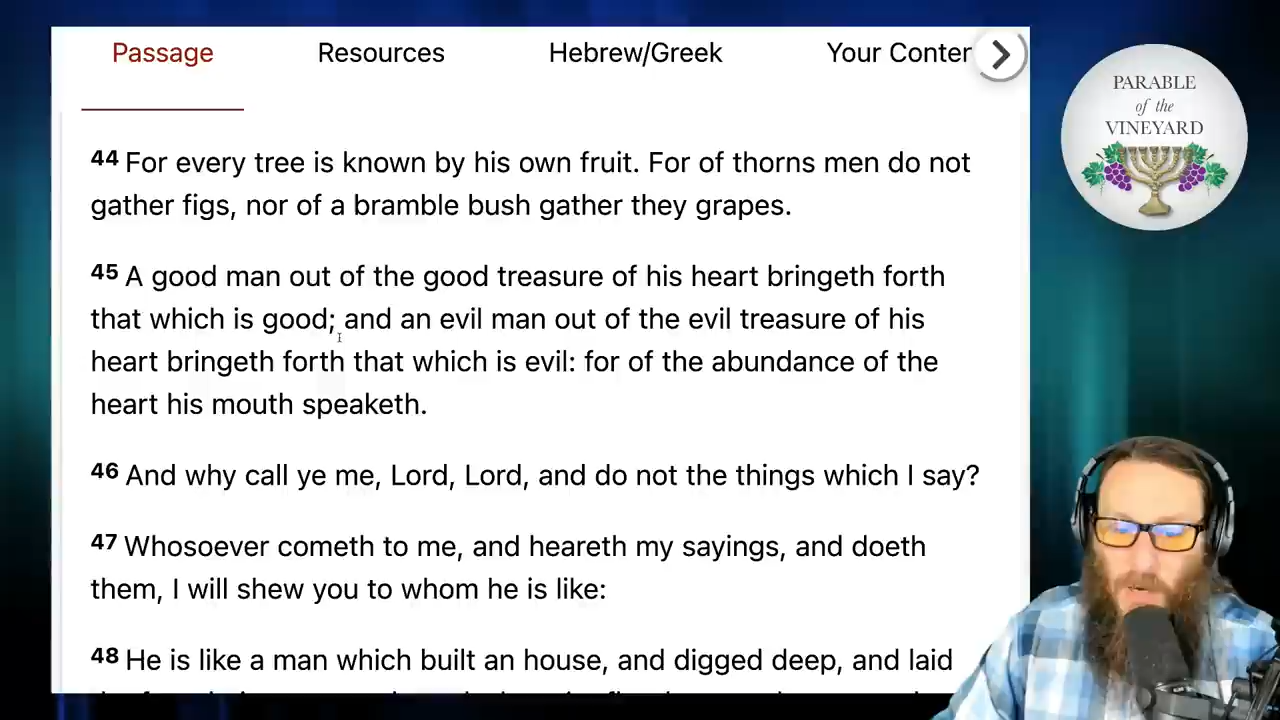 Passage
Resources
Hebrew/Greek
Your Conten
PARABLE
of the
VINEYARD
44 For every tree is known by his own fruit. For of thorns men do not
gather figs, nor of a bramble bush gather they grapes.
45 A good man out of the good treasure of his heart bringeth forth
that which is good; and an evil man out of the evil treasure of his
heart bringeth forth that which is evil: for of the abundance of the
heart his mouth speaketh.
46 And why call ye me, Lord, Lord, and do not the things which I say?
47 Whosoever cometh to me, and heareth my sayings, and doeth
them, I will shew you to whom he is like:
48 He is like a man which built an house, and digged deep, and laid